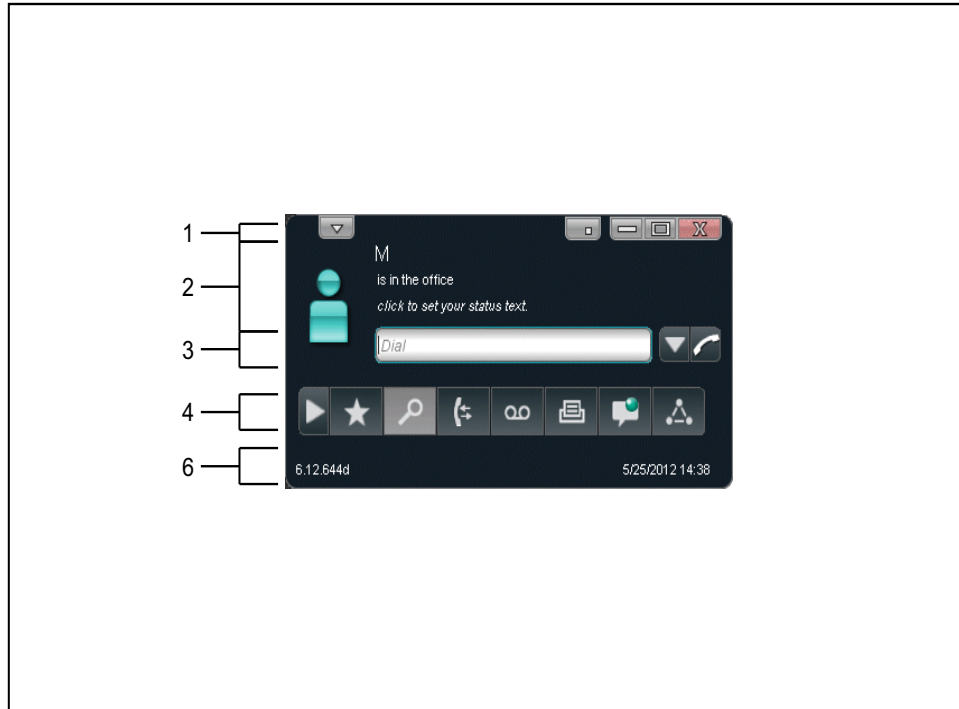 1
2
3
4
6
M
is in the office
click to set your status text.
Dial
6.12.644d
5/25/2012 14:38